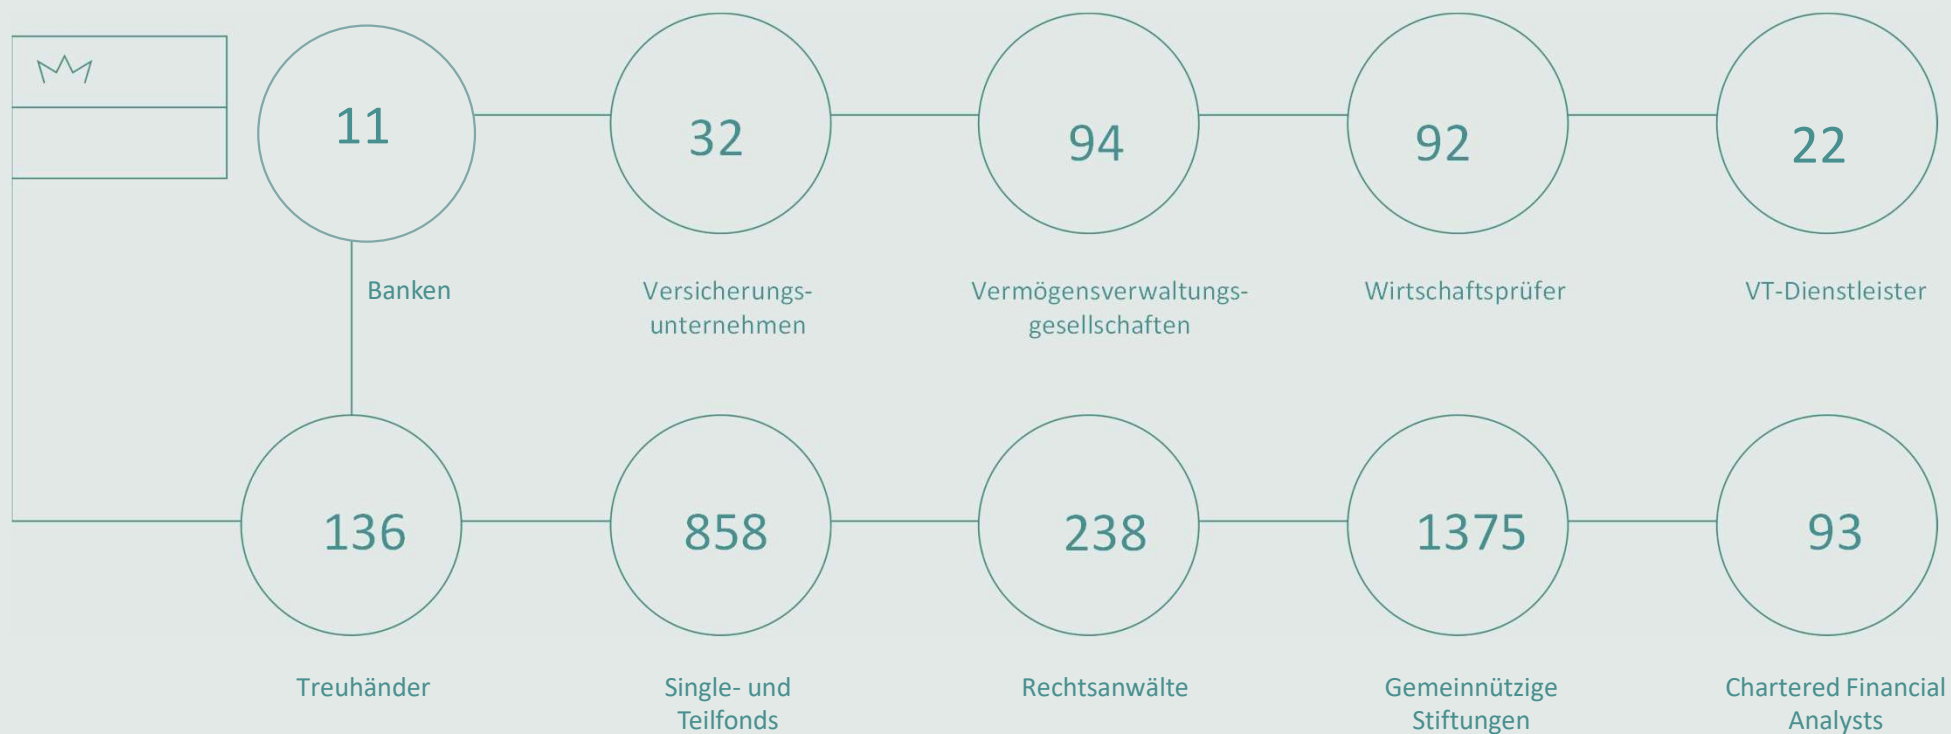 11
32
94
92
22
Banken
Versicherungs-
unternehmen
Vermögensverwaltungs-
gesellschaften
Wirtschaftsprüfer
VT-Dienstleister
136
858
238
1375
93
Treuhänder
Single- und
Teilfonds
Rechtsanwälte
Gemeinnützige
Stiftungen
Chartered Financial
Analysts